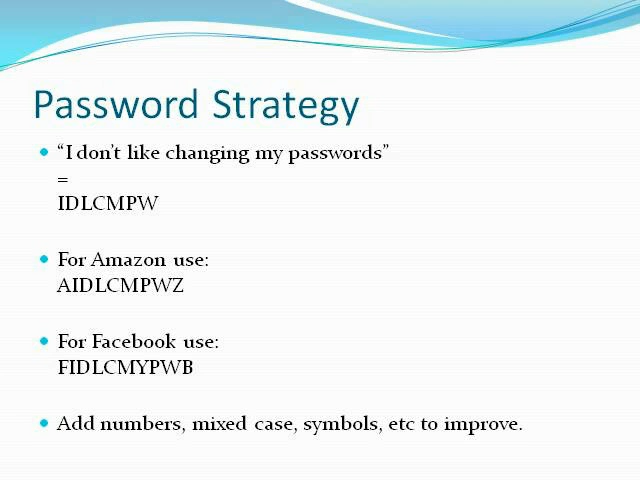 Password Strategy
“I don’t like changing my passwords”
=
IDLCMPW
For Amazon use:
AIDLCMPWZ
For Facebook use:
FIDLCMYPWB
Add numbers, mixed case, symbols, etc to improve.